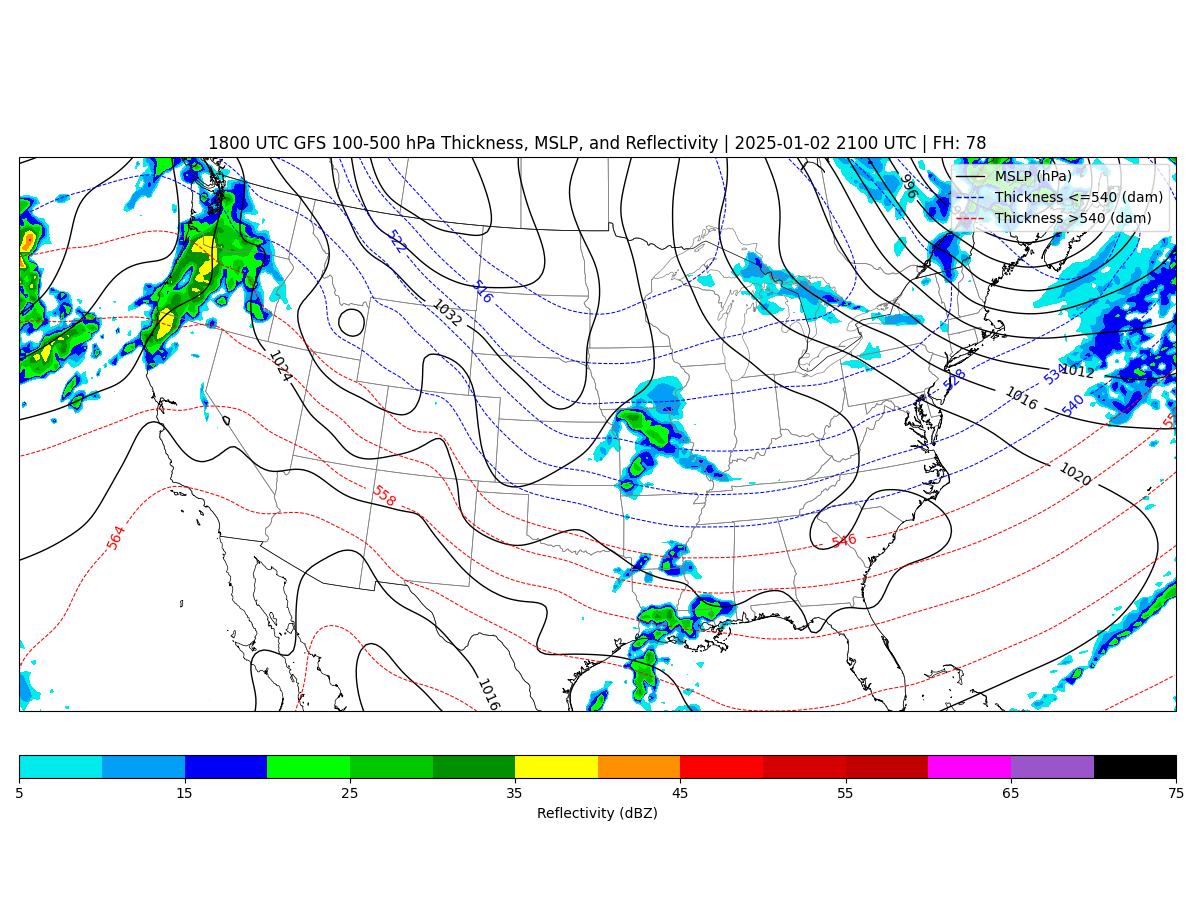 1800 UTC GFS 100-500 hPa Thickness, MSLP, and Reflectivity | 2025-01-02 2100 UTC | FH: 78
996
MSLP (hPa)
Thickness <=540 (dam)
Thickness >540 (dam)
522
516
1032
1024
1012
534
528
1016
540
1020
558
564
546
1016
5 15 25 35 45 55 65 75
Reflectivity (dBZ)